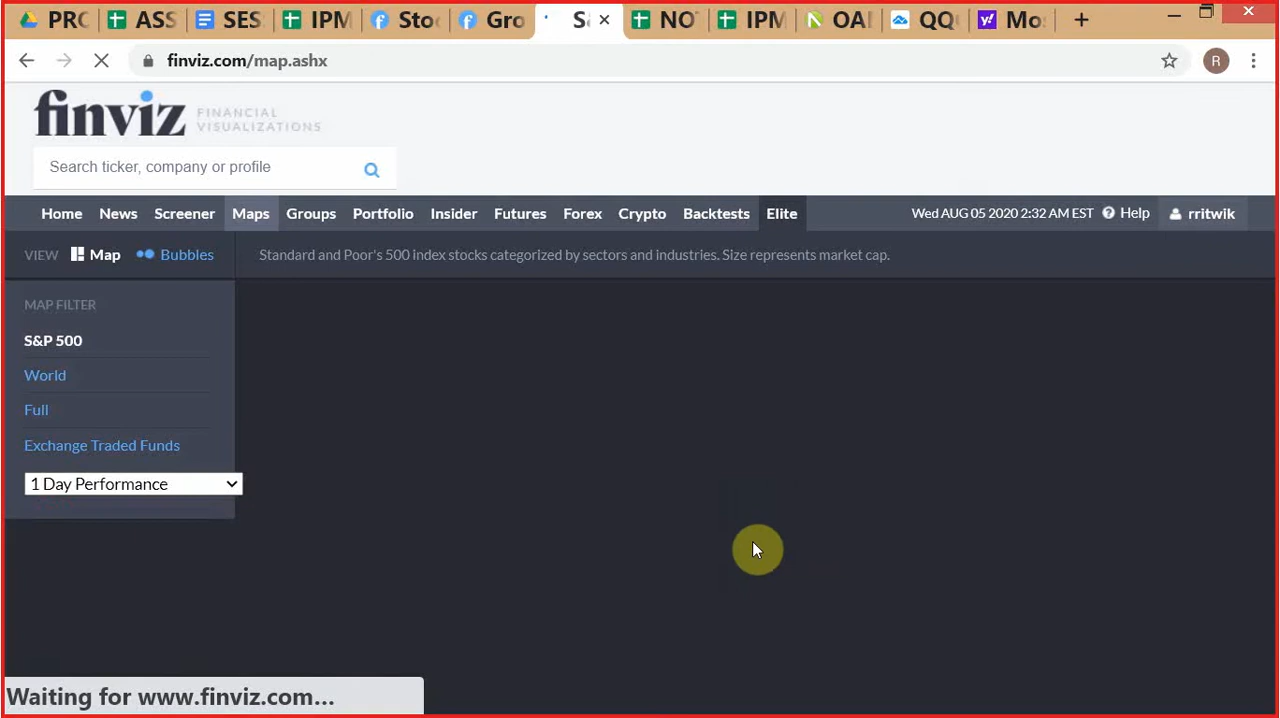 PRC ASS SES IPM Stoc Gro S& NOT IPM OAI QQQ Mo
finviz.com/map.ashx R
finviz FINANCIAL
VISUALIZATIONS
Search ticker, company or profile
Home News Screener Maps Groups Portfolio Insider Futures Forex Crypto Backtests Elite Wed AUG 05 2020 2:32 AM EST Help rritwik
VIEW Map Bubbles Standard and Poor's 500 index stocks categorized by sectors and industries. Size represents market cap.
MAP FILTER
S&P 500
World
Full
Exchange Traded Funds
1 Day Performance
Waiting for www.finviz.com...